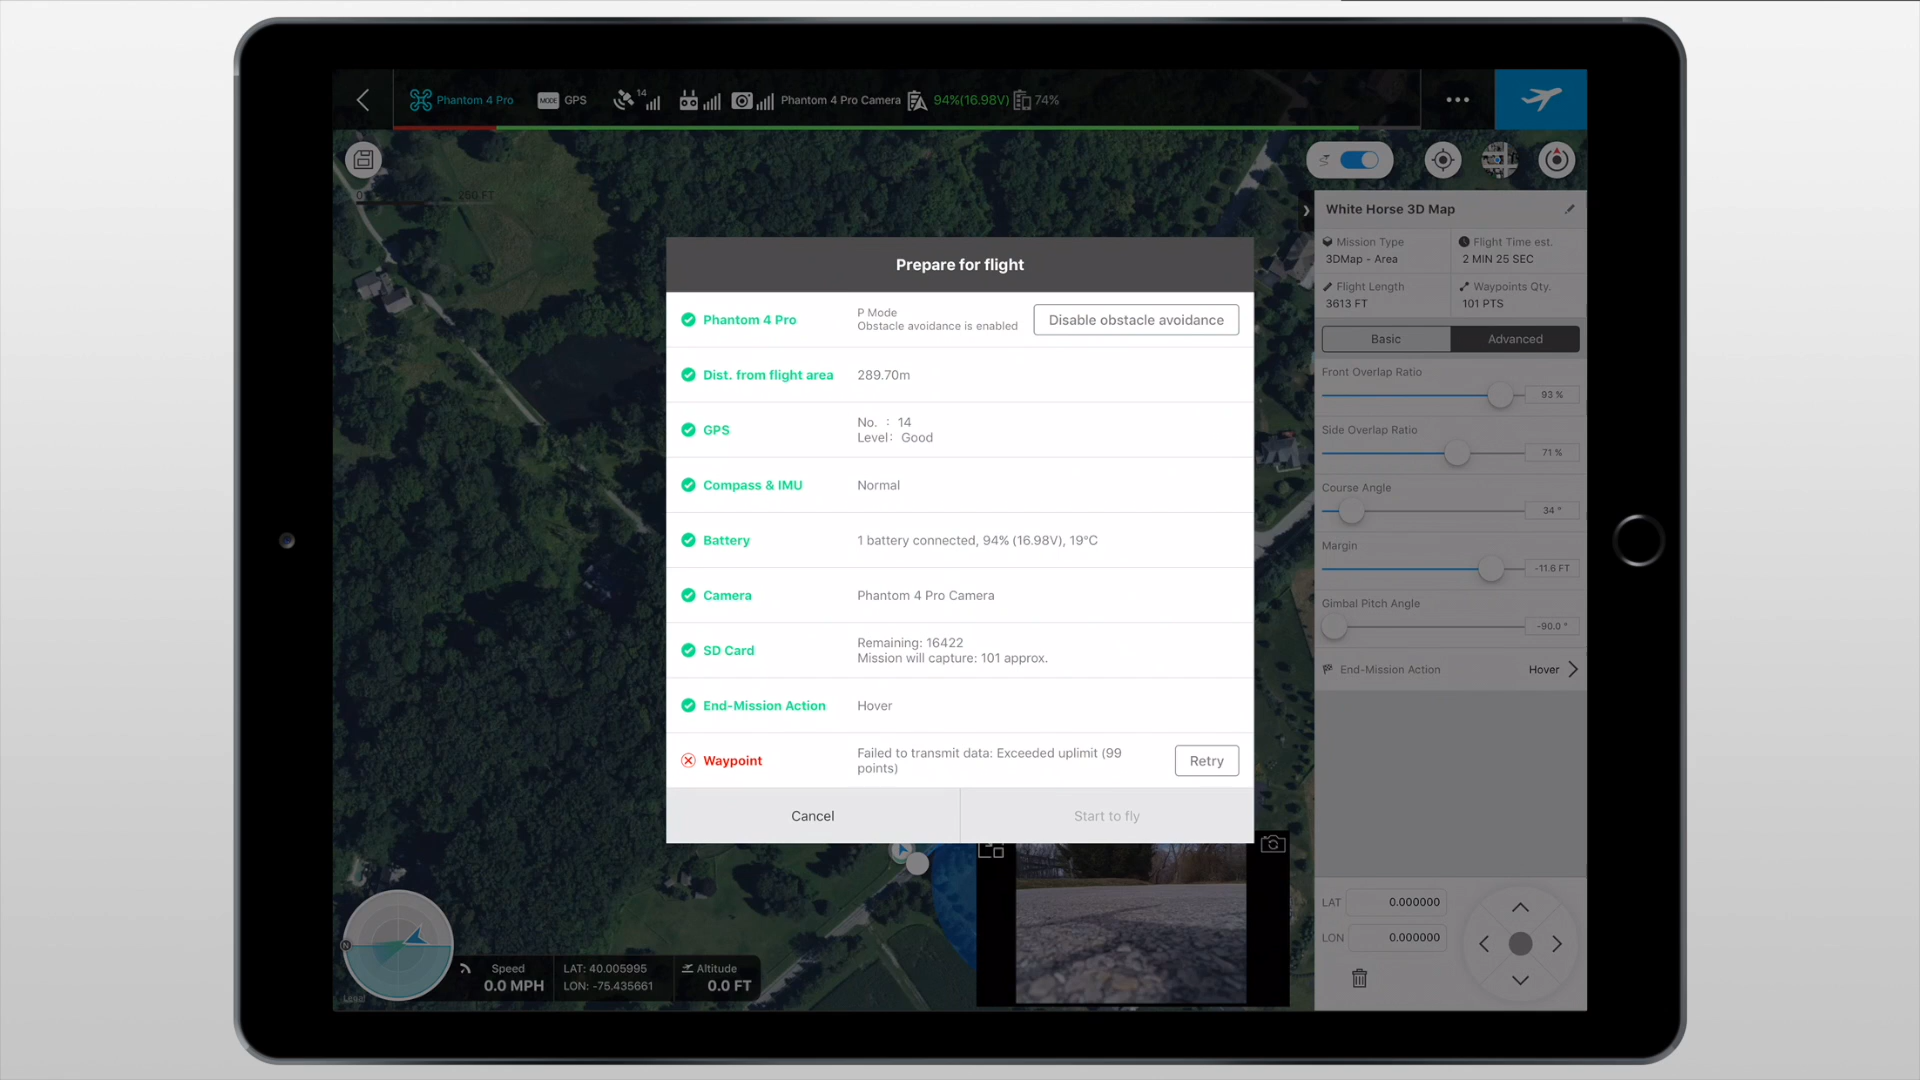 Phantom 4 Pro
MODE GPS
14
Phantom 4 Pro Camera
94%(16.98V)
74%
0
260 FT
Prepare for flight
Phantom 4 Pro
P Mode
Obstacle avoidance is enabled
Disable obstacle avoidance
Dist. from flight area
289.70m
GPS
No. : 14
Level: Good
Compass & IMU
Normal
Battery
1 battery connected, 94% (16.98V), 19°C
Camera
Phantom 4 Pro Camera
SD Card
Remaining: 16422
Mission will capture: 101 approx.
End-Mission Action
Hover
Waypoint
Failed to transmit data: Exceeded uplimit (99
points)
Retry
Cancel
Start to fly
White Horse 3D Map
Mission Type
3DMap - Area
Flight Time est.
2 MIN 25 SEC
Flight Length
3613 FT
Waypoints Qty.
101 PTS
Basic
Advanced
Front Overlap Ratio
93 %
Side Overlap Ratio
71 %
Course Angle
34 °
Margin
-11.6 FT
Gimbal Pitch Angle
-90.0 °
End-Mission Action
Hover
LAT
0.000000
LON
0.000000
N
Legal
Speed
0.0 MPH
LAT: 40.005995
LON: -75.435661
Altitude
0.0 FT